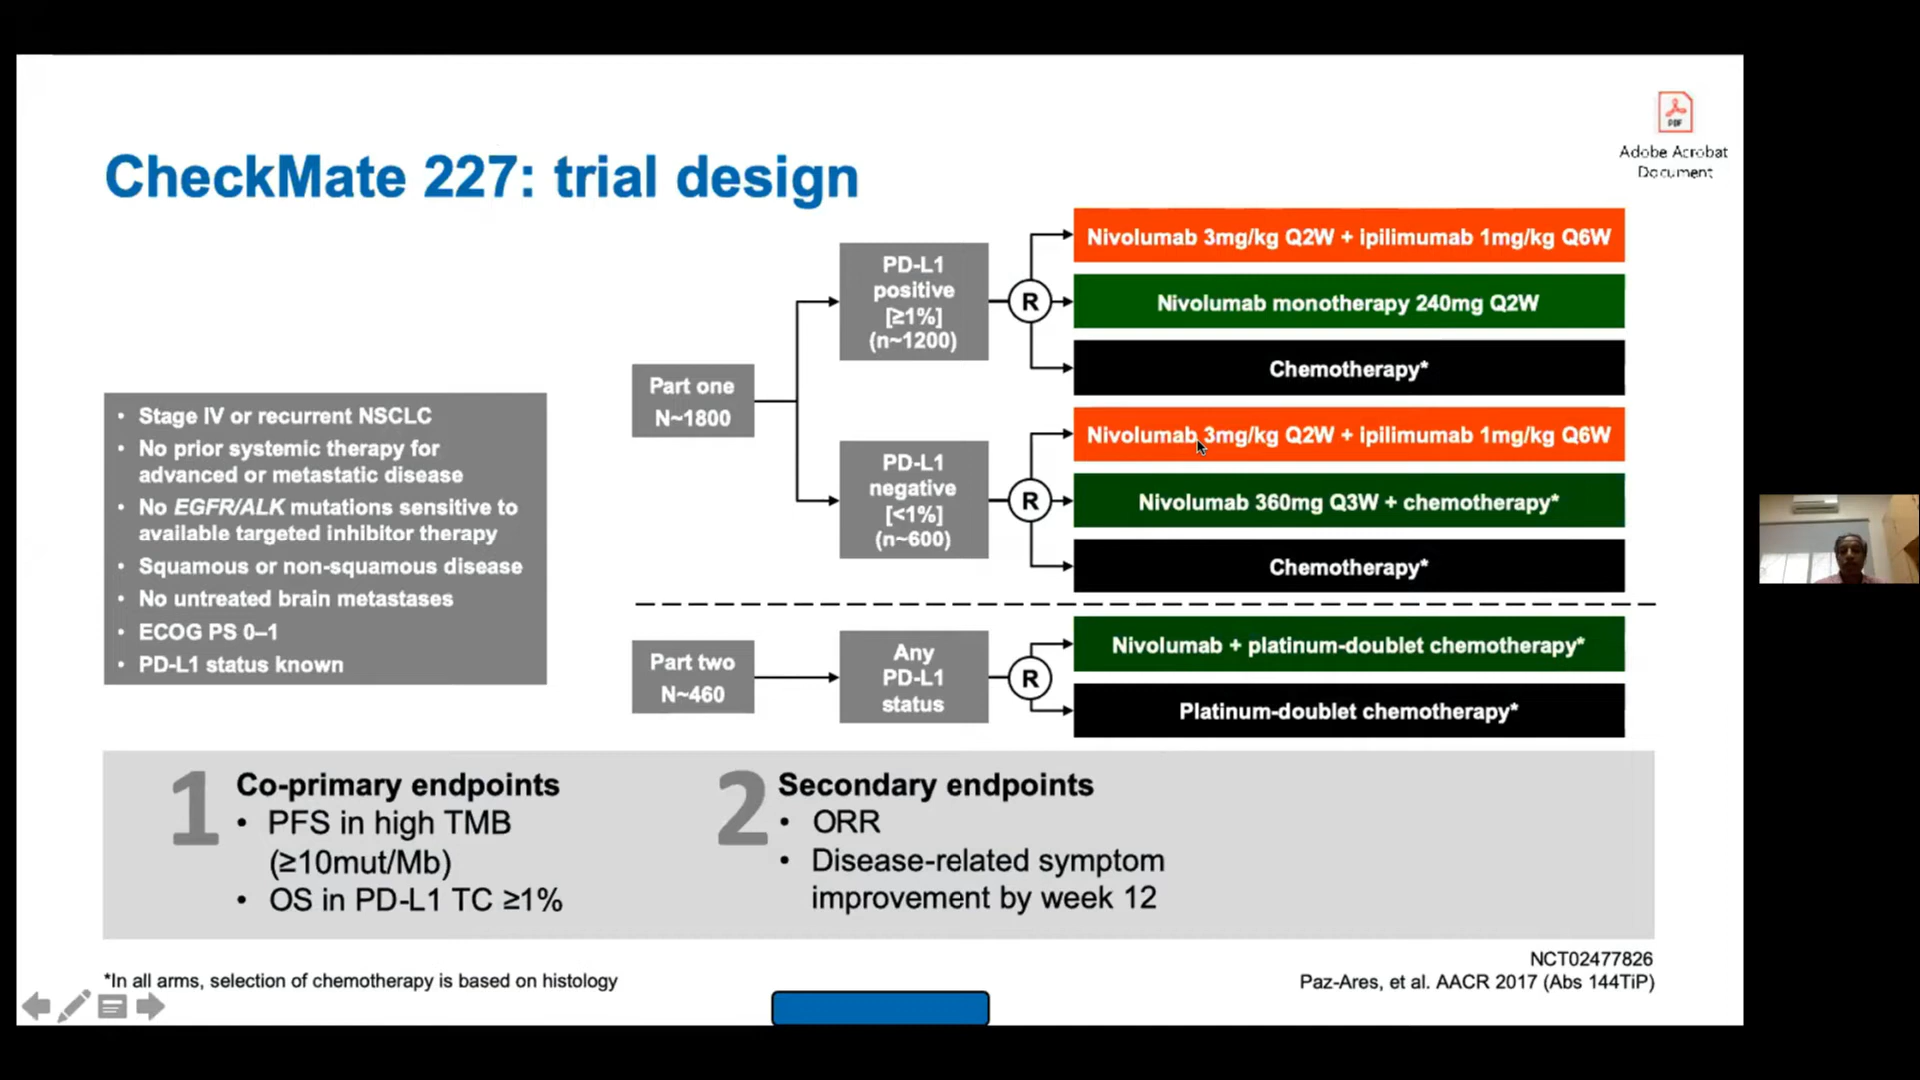 Adobe Acrobat
Document
PDF
CheckMate 227: trial design
• Stage IV or recurrent NSCLC
• No prior systemic therapy for
advanced or metastatic disease
• No EGFR/ALK mutations sensitive to
available targeted inhibitor therapy
• Squamous or non-squamous disease
• No untreated brain metastases
• ECOG PS 0–1
• PD-L1 status known
Part one
N~1800
PD-L1
positive
[≥1%]
(n~1200)
R
Nivolumab 3mg/kg Q2W + ipilimumab 1mg/kg Q6W
Nivolumab monotherapy 240mg Q2W
Chemotherapy*
PD-L1
negative
[<1%]
(n~600)
R
Nivolumab 3mg/kg Q2W + ipilimumab 1mg/kg Q6W
Nivolumab 360mg Q3W + chemotherapy*
Chemotherapy*
Part two
N~460
Any
PD-L1
status
R
Nivolumab + platinum-doublet chemotherapy*
Platinum-doublet chemotherapy*
1
Co-primary endpoints
• PFS in high TMB
(≥10mut/Mb)
• OS in PD-L1 TC ≥1%
2
Secondary endpoints
• ORR
• Disease-related symptom
improvement by week 12
*In all arms, selection of chemotherapy is based on histology
NCT02477826
Paz-Ares, et al. AACR 2017 (Abs 144TiP)